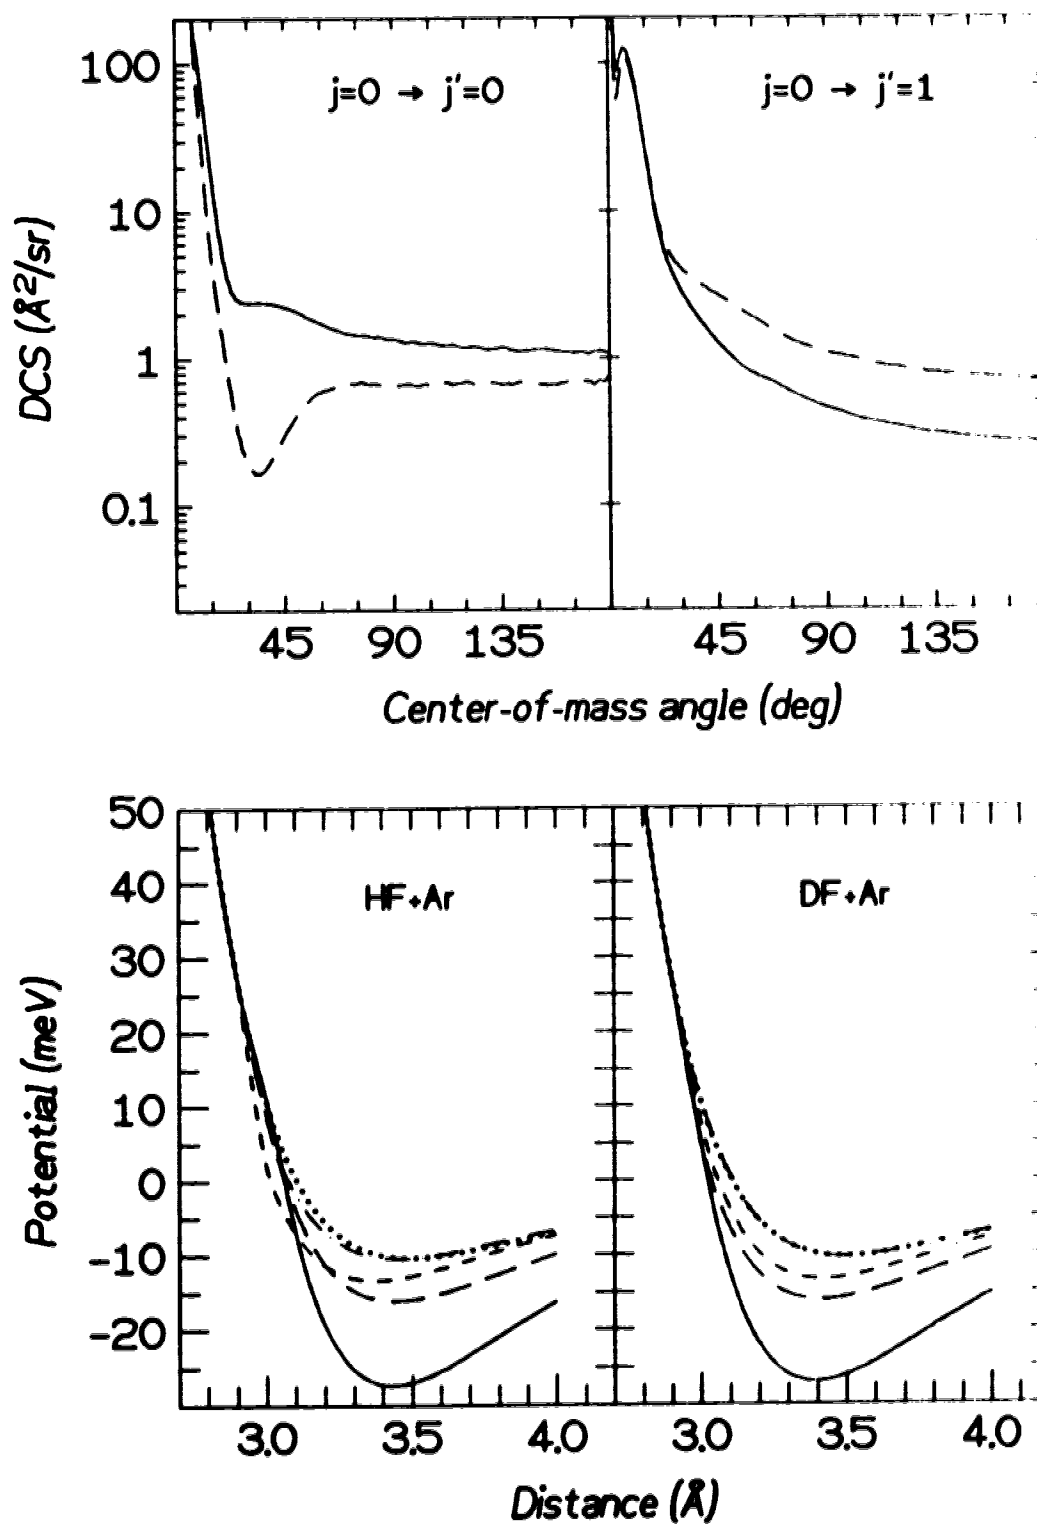 j=0 → j'=0
j=0 → j'=1
100
10
1
0.1
DCS (Å2/sr)
45 90 135 45 90 135
Center-of-mass angle (deg)
50
40
30
20
10
0
-10
-20
HF+Ar
DF+Ar
Potential (meV)
3.0 3.5 4.0 3.0 3.5 4.0
Distance (Å)